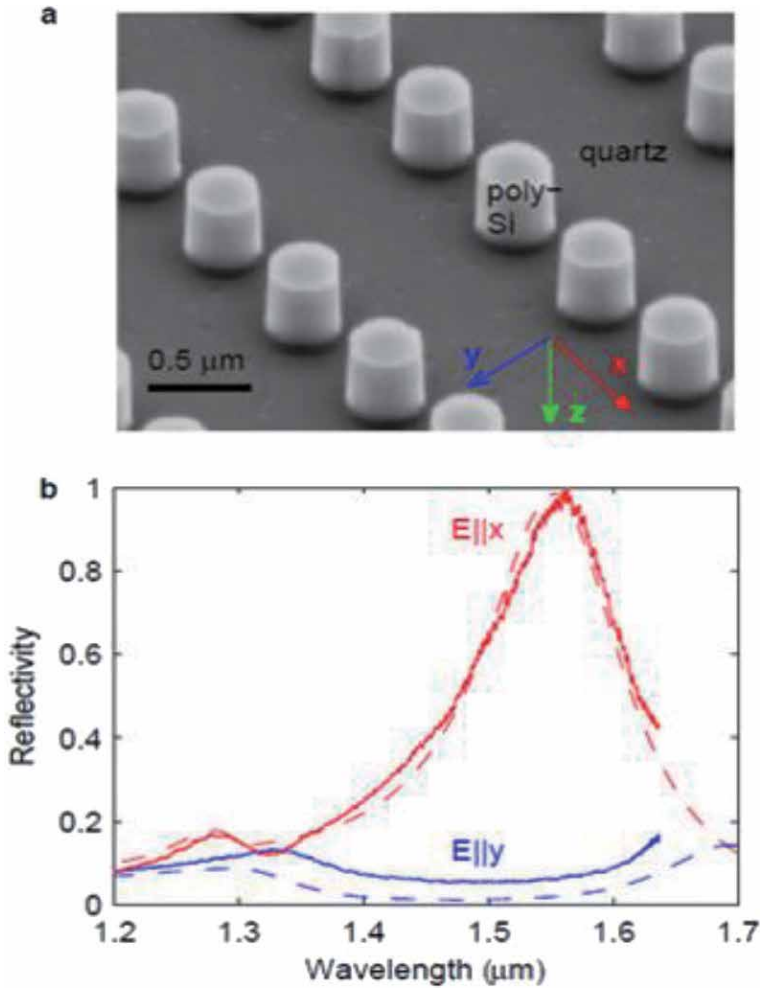 a
quartz
poly-
Si
0.5 μm
y
x
z
b
1
0.8
0.6
0.4
0.2
0
E||x
E||y
Reflectivity
1.2 1.3 1.4 1.5 1.6 1.7
Wavelength (μm)